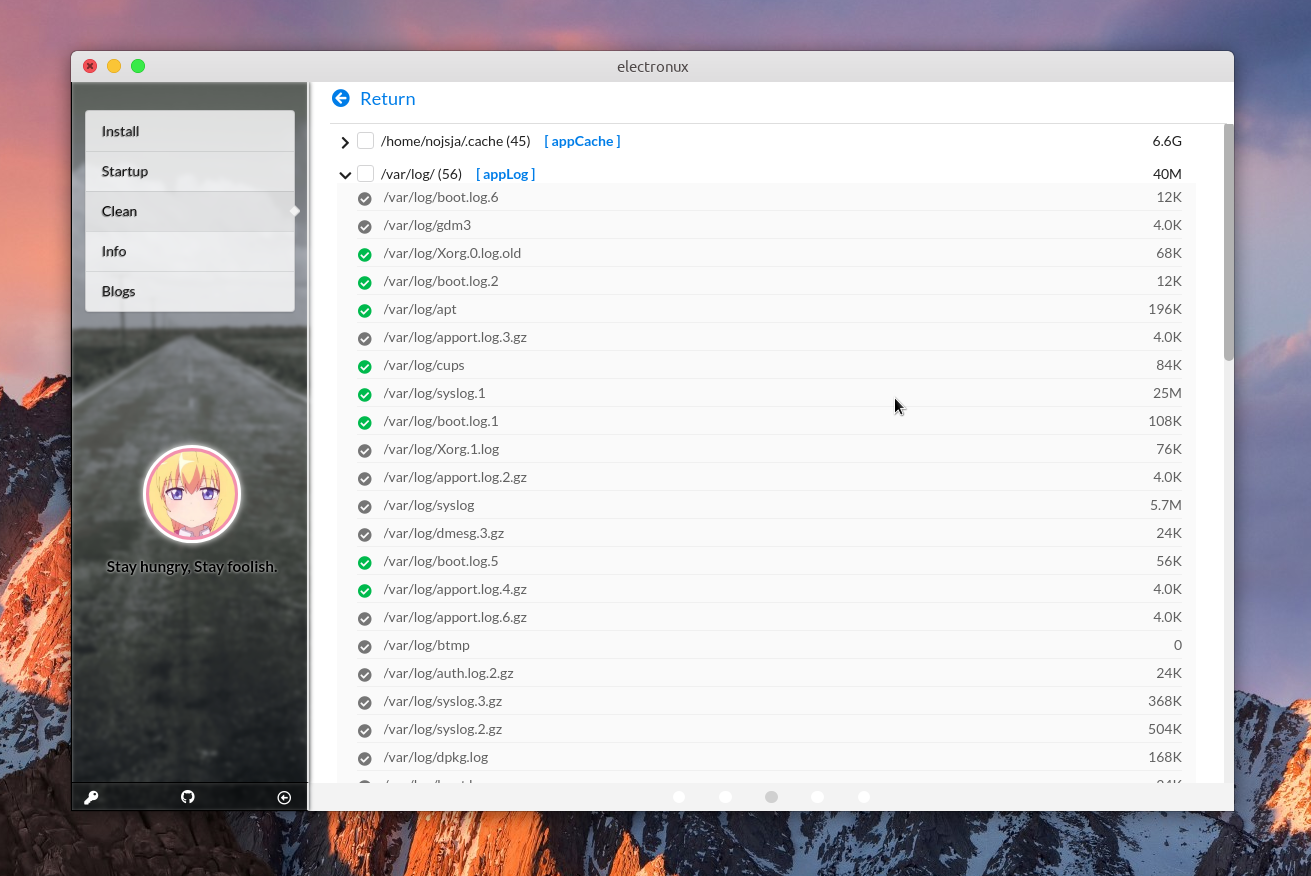 electronux
Install
Startup
Clean
Info
Blogs
Stay hungry, Stay foolish.
Return
/home/nojsja/.cache (45) [ appCache ] 6.6G
/var/log/ (56) [ appLog ] 40M
/var/log/boot.log.6 12K
/var/log/gdm3 4.0K
/var/log/Xorg.0.log.old 68K
/var/log/boot.log.2 12K
/var/log/apt 196K
/var/log/apport.log.3.gz 4.0K
/var/log/cups 84K
/var/log/syslog.1 25M
/var/log/boot.log.1 108K
/var/log/Xorg.1.log 76K
/var/log/apport.log.2.gz 4.0K
/var/log/syslog 5.7M
/var/log/dmesg.3.gz 24K
/var/log/boot.log.5 56K
/var/log/apport.log.4.gz 4.0K
/var/log/apport.log.6.gz 4.0K
/var/log/btmp 0
/var/log/auth.log.2.gz 24K
/var/log/syslog.3.gz 368K
/var/log/syslog.2.gz 504K
/var/log/dpkg.log 168K